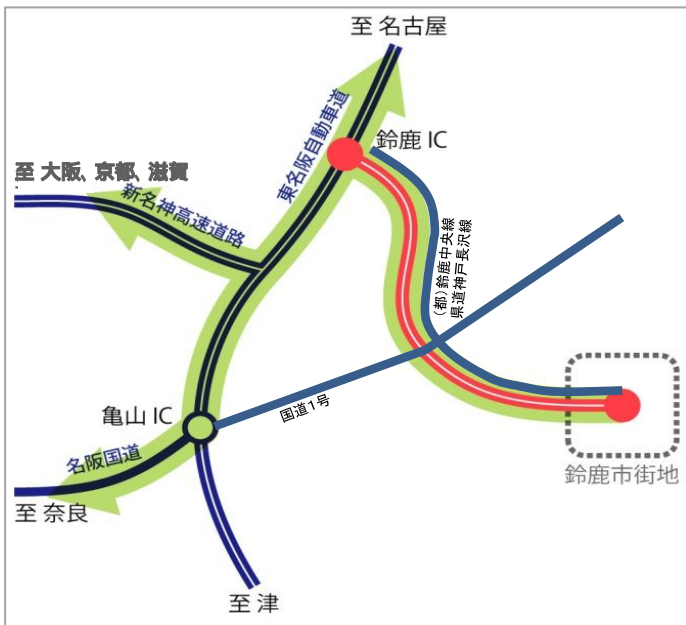 至 名古屋
東名阪自動車道
鈴鹿 IC
至 大阪、京都、滋賀
新名神高速道路
(都)鈴鹿中央線
県道神戸長沢線
国道1号
亀山 IC
名阪国道
鈴鹿市街地
至 奈良
至 津